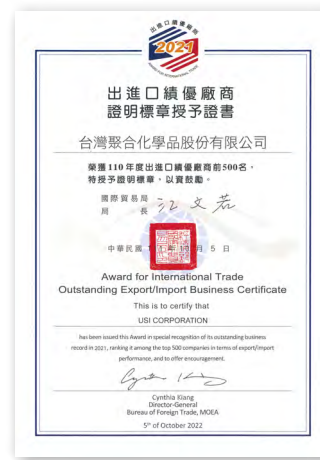 出進口績優廠商
2021
出進口績優廠商
證明標章授予證書
台灣聚合化學品股份有限公司
榮獲110年度出進口績優廠商前500名，
特授予證明標章，以資鼓勵。
國際貿易局
局長 江文若
中華民國 月 5 日
Award for International Trade
Outstanding Export/Import Business Certificate
This is to certify that
USI CORPORATION
has been issued this Award in special recognition of its outstanding business
record in 2021, ranking it among the top 500 companies in terms of export/import
performance, and to offer encouragement.
Cynthia Kiang
Director-General
Bureau of Foreign Trade, MOEA
5th of October 2022